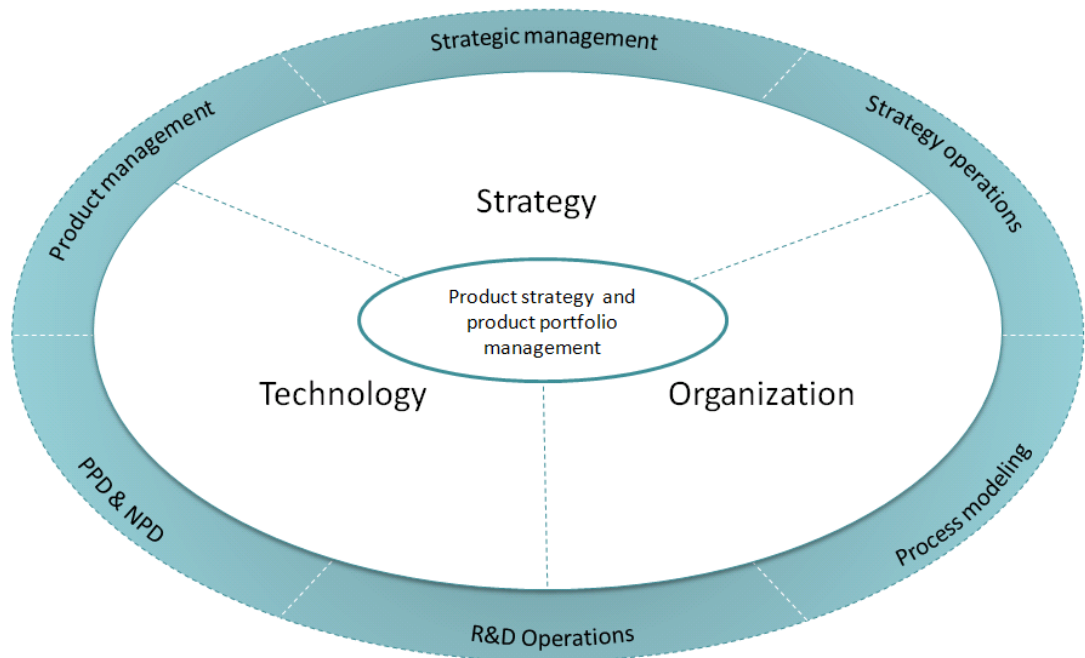 Strategic management
Product management
Strategy operations
Strategy
Product strategy and
product portfolio
management
Technology
Organization
PPD & NPD
Process modeling
R&D Operations